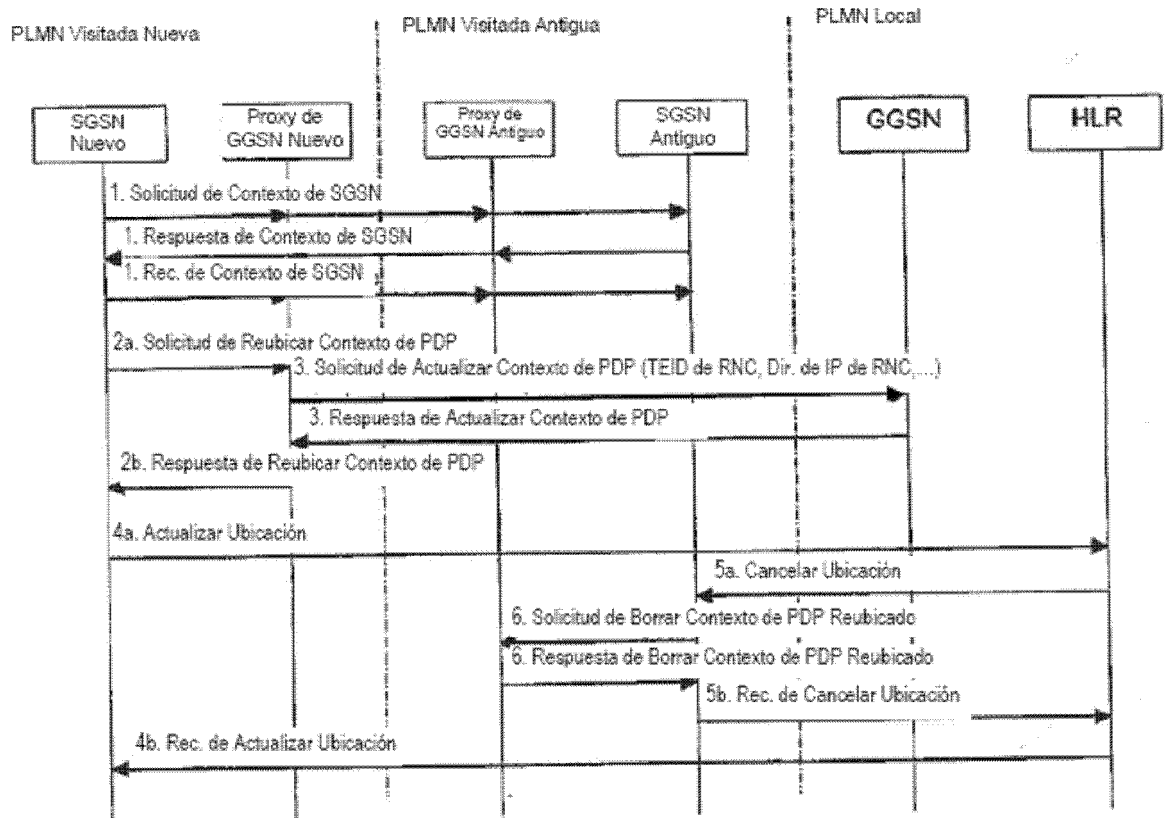 PLMN Visitada Nueva
PLMN Visitada Antigua
PLMN Local
SGSN
Nuevo
Proxy de
GGSN Nuevo
Proxy de
GGSN Antiguo
SGSN
Antiguo
GGSN
HLR
1. Solicitud de Contexto de SGSN
1. Respuesta de Contexto de SGSN
1. Rec. de Contexto de SGSN
2a. Solicitud de Reubicar Contexto de PDP
3. Solicitud de Actualizar Contexto de PDP (TEID de RNC, Dir. de IP de RNC,....)
3. Respuesta de Actualizar Contexto de PDP
2b. Respuesta de Reubicar Contexto de PDP
4a. Actualizar Ubicación
5a. Cancelar Ubicación
6. Solicitud de Borrar Contexto de PDP Reubicado
6. Respuesta de Borrar Contexto de PDP Reubicado
5b. Rec. de Cancelar Ubicación
4b. Rec. de Actualizar Ubicación